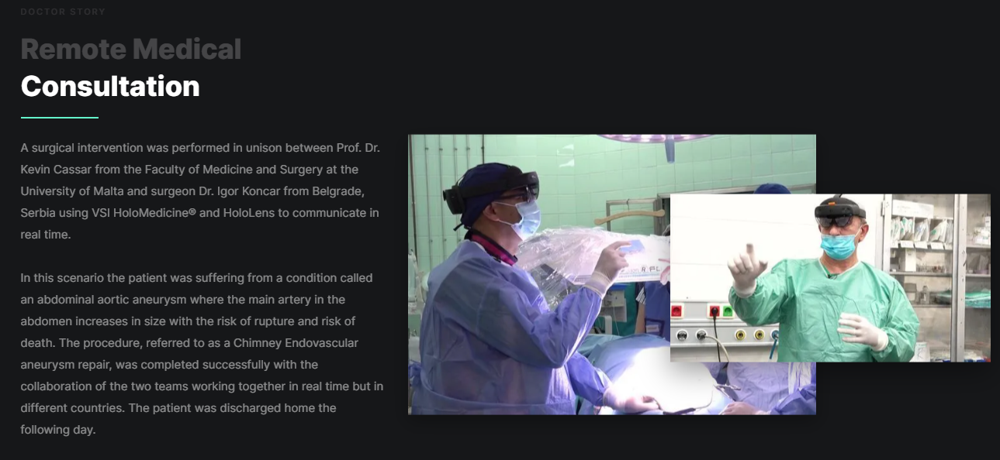 DOCTOR STORY
Remote Medical
Consultation
A surgical intervention was performed in unison between Prof. Dr.
Kevin Cassar from the Faculty of Medicine and Surgery at the
University of Malta and surgeon Dr. Igor Koncar from Belgrade,
Serbia using VSI HoloMedicine® and HoloLens to communicate in
real time.
In this scenario the patient was suffering from a condition called
an abdominal aortic aneurysm where the main artery in the
abdomen increases in size with the risk of rupture and risk of
death. The procedure, referred to as a Chimney Endovascular
aneurysm repair, was completed successfully with the
collaboration of the two teams working together in real time but in
different countries. The patient was discharged home the
following day.